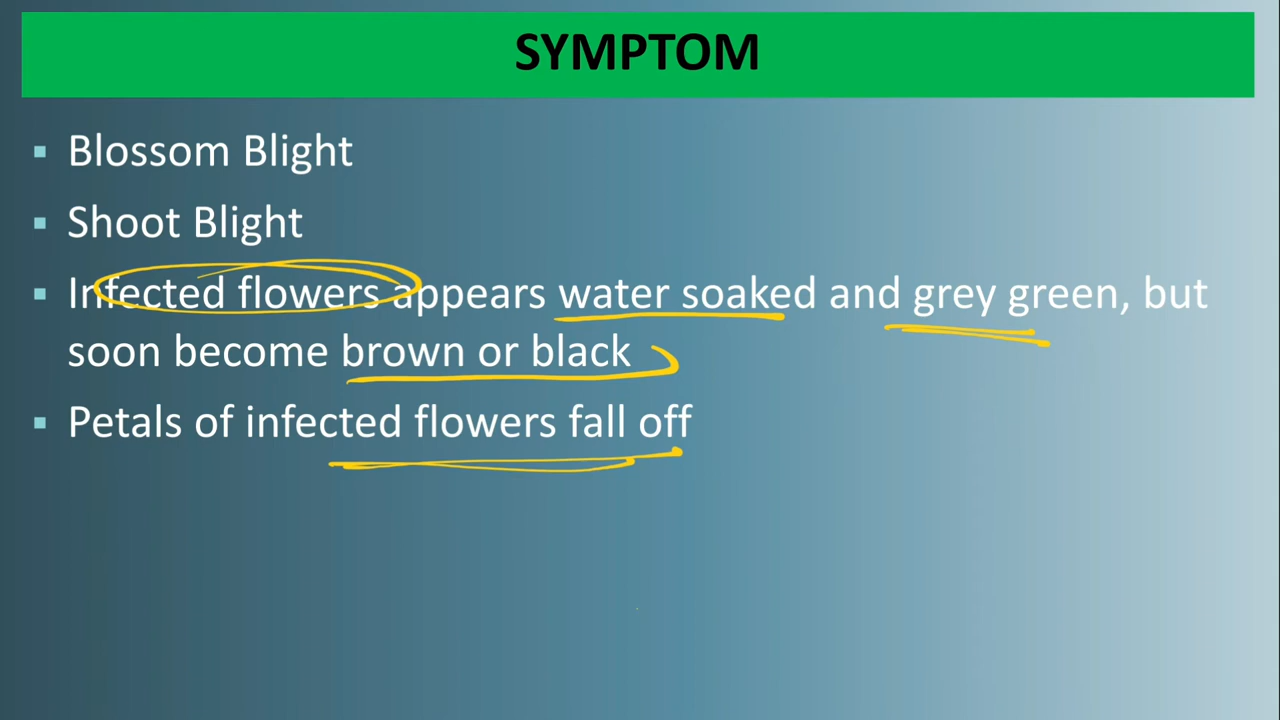 SYMPTOM
▪ Blossom Blight
▪ Shoot Blight
▪ Infected flowers appears water soaked and grey green, but
soon become brown or black
▪ Petals of infected flowers fall off